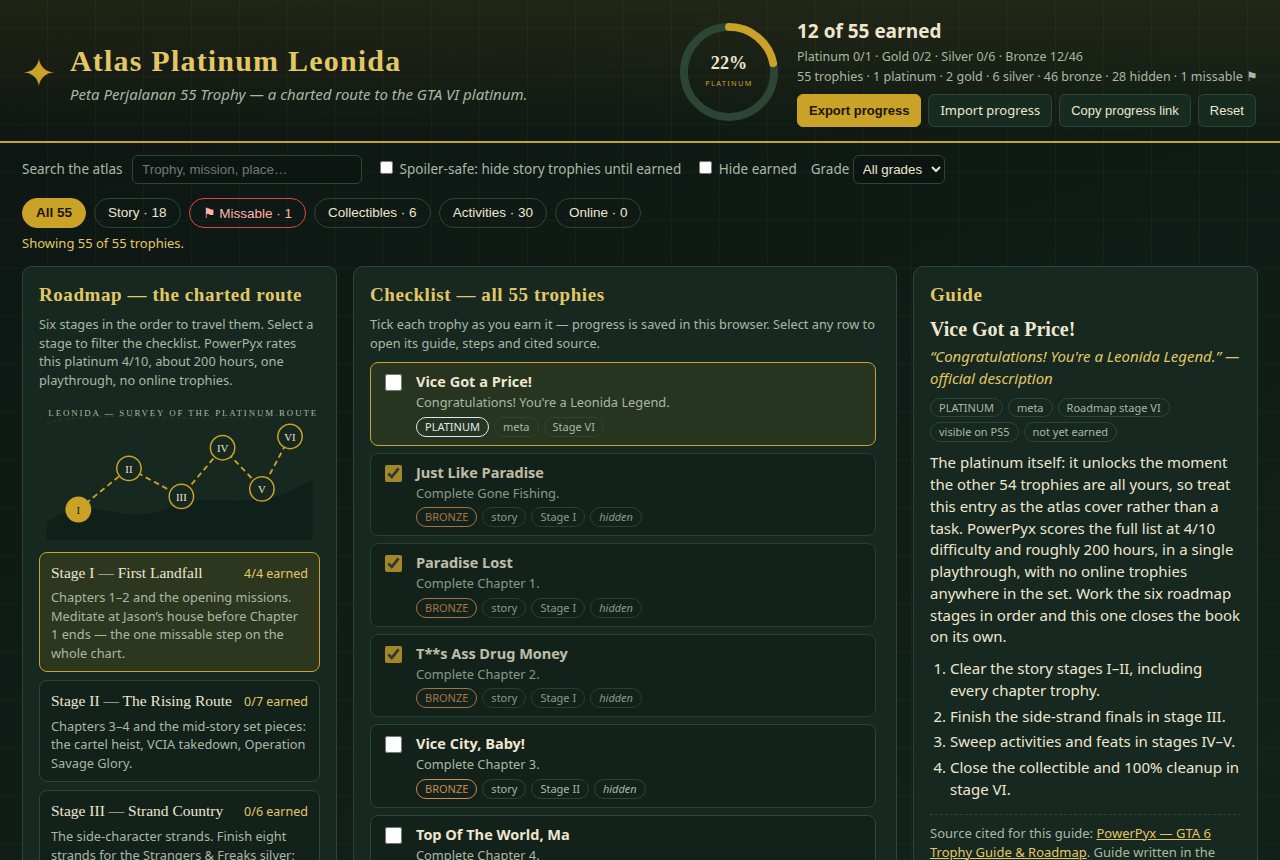 ✦ Atlas Platinum Leonida
Peta Perjalanan 55 Trophy — a charted route to the GTA VI platinum.
22%
PLATINUM
12 of 55 earned
Platinum 0/1 · Gold 0/2 · Silver 0/6 · Bronze 12/46
55 trophies · 1 platinum · 2 gold · 6 silver · 46 bronze · 28 hidden · 1 missable ⚑
Export progress
Import progress
Copy progress link
Reset
Search the atlas
Trophy, mission, place…
Spoiler-safe: hide story trophies until earned
Hide earned
Grade
All grades
All 55
Story · 18
⚑ Missable · 1
Collectibles · 6
Activities · 30
Online · 0
Showing 55 of 55 trophies.
Roadmap — the charted route
Six stages in the order to travel them. Select a
stage to filter the checklist. PowerPyx rates
this platinum 4/10, about 200 hours, one
playthrough, no online trophies.
LEONIDA — SURVEY OF THE PLATINUM ROUTE
I
II
III
IV
V
VI
Stage I — First Landfall
4/4 earned
Chapters 1–2 and the opening missions.
Meditate at Jason's house before Chapter
1 ends — the one missable step on the
whole chart.
Stage II — The Rising Route
0/7 earned
Chapters 3–4 and the mid-story set pieces:
the cartel heist, VCIA takedown, Operation
Savage Glory.
Stage III — Strand Country
0/6 earned
The side-character strands. Finish eight
strands for the Strangers & Freaks silver;
Checklist — all 55 trophies
Tick each trophy as you earn it — progress is saved in this browser. Select any row to
open its guide, steps and cited source.
Vice Got a Price!
Congratulations! You're a Leonida Legend.
PLATINUM
meta
Stage VI
Just Like Paradise
Complete Gone Fishing.
BRONZE
story
Stage I
hidden
Paradise Lost
Complete Chapter 1.
BRONZE
story
Stage I
hidden
T**s Ass Drug Money
Complete Chapter 2.
BRONZE
story
Stage I
hidden
Vice City, Baby!
Complete Chapter 3.
BRONZE
story
Stage II
hidden
Top Of The World, Ma
Complete Chapter 4.
Guide
Vice Got a Price!
“Congratulations! You're a Leonida Legend.” —
official description
PLATINUM
meta
Roadmap stage VI
visible on PS5
not yet earned
The platinum itself: it unlocks the moment
the other 54 trophies are all yours, so treat
this entry as the atlas cover rather than a
task. PowerPyx scores the full list at 4/10
difficulty and roughly 200 hours, in a single
playthrough, with no online trophies
anywhere in the set. Work the six roadmap
stages in order and this one closes the book
on its own.
1. Clear the story stages I–II, including
every chapter trophy.
2. Finish the side-strand finals in stage III.
3. Sweep activities and feats in stages IV–V.
4. Close the collectible and 100% cleanup in
stage VI.
Source cited for this guide: PowerPyx — GTA 6
Trophy Guide & Roadmap. Guide written in the